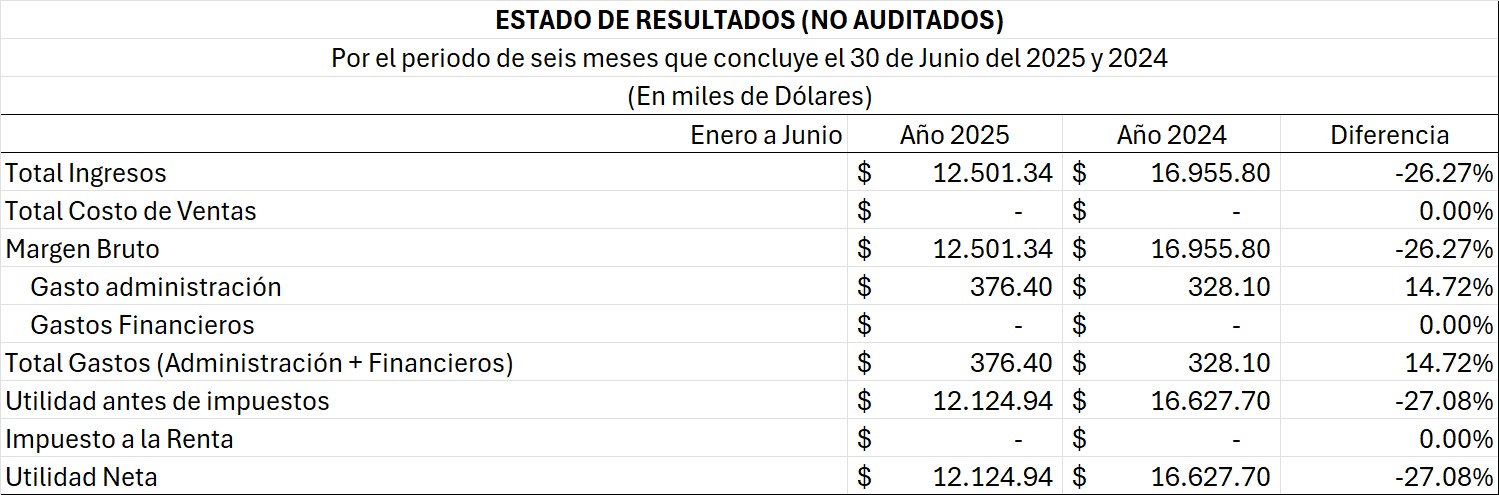 ESTADO DE RESULTADOS (NO AUDITADOS)
Por el periodo de seis meses que concluye el 30 de Junio del 2025 y 2024
(En miles de Dólares)
Enero a Junio Año 2025 Año 2024 Diferencia
Total Ingresos $ 12.501.34 $ 16.955.80 -26.27%
Total Costo de Ventas $ - $ - 0.00%
Margen Bruto $ 12.501.34 $ 16.955.80 -26.27%
Gasto administración $ 376.40 $ 328.10 14.72%
Gastos Financieros $ - $ - 0.00%
Total Gastos (Administración + Financieros) $ 376.40 $ 328.10 14.72%
Utilidad antes de impuestos $ 12.124.94 $ 16.627.70 -27.08%
Impuesto a la Renta $ - $ - 0.00%
Utilidad Neta $ 12.124.94 $ 16.627.70 -27.08%